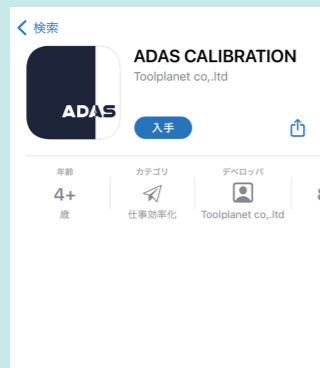 検索
ADAS CALIBRATION
Toolplanet co,.ltd
ADAS
入手
年齢
カテゴリ
デベロッパ
4+
歳
仕事効率化
Toolplanet co,.ltd